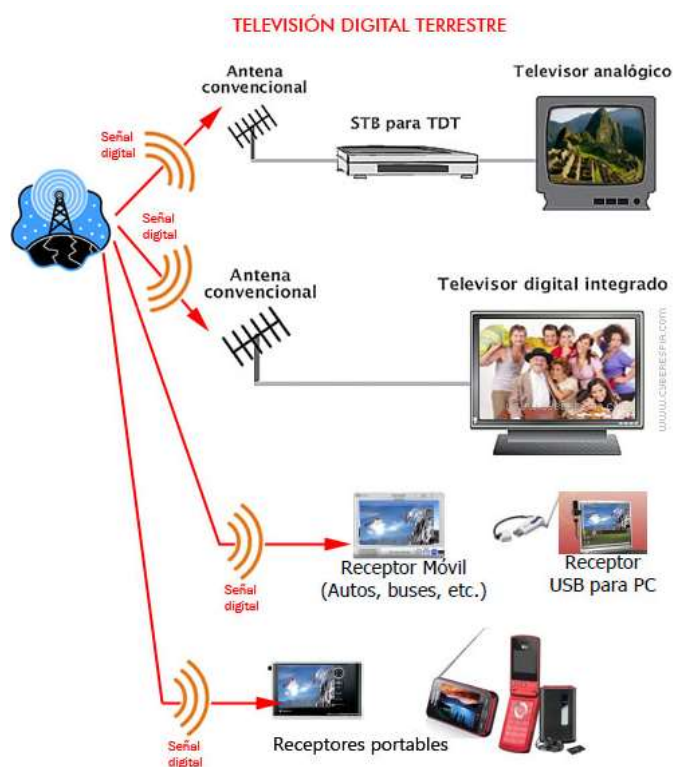 TELEVISIÓN DIGITAL TERRESTRE
Antena
convencional
STB para TDT
Televisor analógico
Señal
digital
Señal
digital
Antena
convencional
Televisor digital integrado
WWW.CYBERESPIA.COM
Receptor Móvil
(Autos, buses, etc.)
Receptor
USB para PC
Señal
digital
Receptores portables
Señal
digital